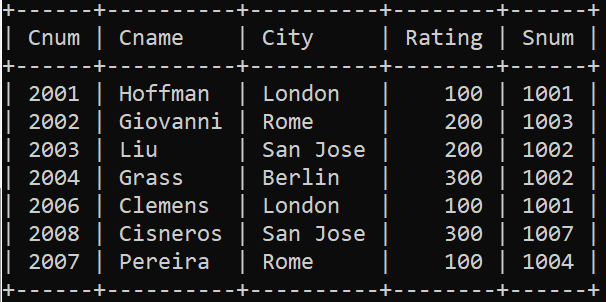 +------+----------+----------+--------+------+
| Cnum | Cname    | City     | Rating | Snum |
+------+----------+----------+--------+------+
| 2001 | Hoffman  | London   |    100 | 1001 |
| 2002 | Giovanni | Rome     |    200 | 1003 |
| 2003 | Liu      | San Jose |    200 | 1002 |
| 2004 | Grass    | Berlin   |    300 | 1002 |
| 2006 | Clemens  | London   |    100 | 1001 |
| 2008 | Cisneros | San Jose |    300 | 1007 |
| 2007 | Pereira  | Rome     |    100 | 1004 |
+------+----------+----------+--------+------+